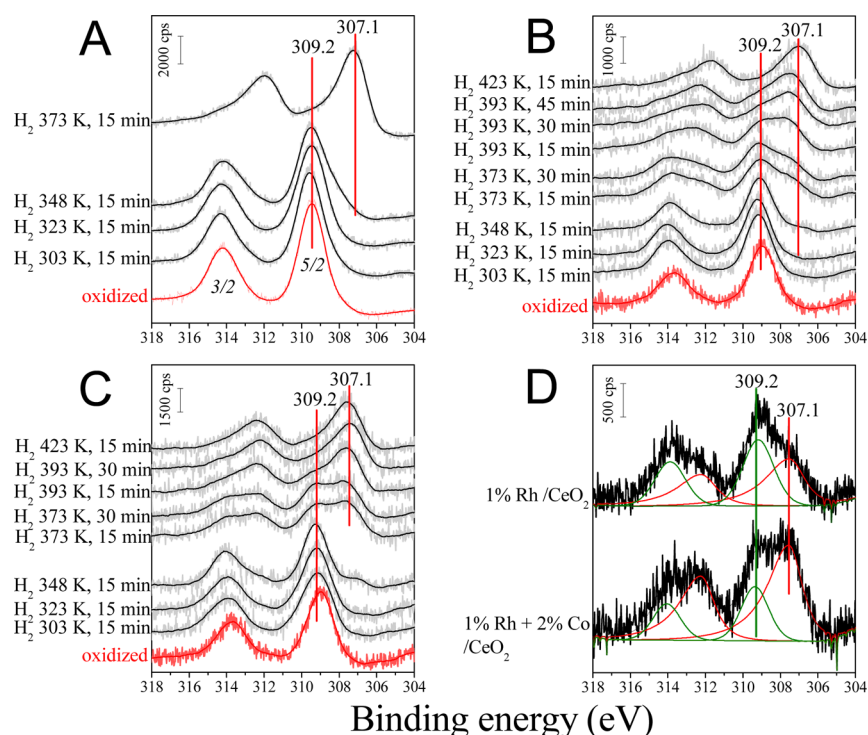 A
2000 cps
309.2
307.1
H2 373 K, 15 min
H2 348 K, 15 min
H2 323 K, 15 min
H2 303 K, 15 min
oxidized
3/2
5/2
318 316 314 312 310 308 306 304
B
1000 cps
309.2
307.1
H2 423 K, 15 min
H2 393 K, 45 min
H2 393 K, 30 min
H2 393 K, 15 min
H2 373 K, 30 min
H2 373 K, 15 min
H2 348 K, 15 min
H2 323 K, 15 min
H2 303 K, 15 min
oxidized
318 316 314 312 310 308 306 304
C
1500 cps
309.2
307.1
H2 423 K, 15 min
H2 393 K, 30 min
H2 393 K, 15 min
H2 373 K, 30 min
H2 373 K, 15 min
H2 348 K, 15 min
H2 323 K, 15 min
H2 303 K, 15 min
oxidized
318 316 314 312 310 308 306 304
D
500 cps
309.2
307.1
1% Rh /CeO2
1% Rh + 2% Co
/CeO2
318 316 314 312 310 308 306 304
Binding energy (eV)